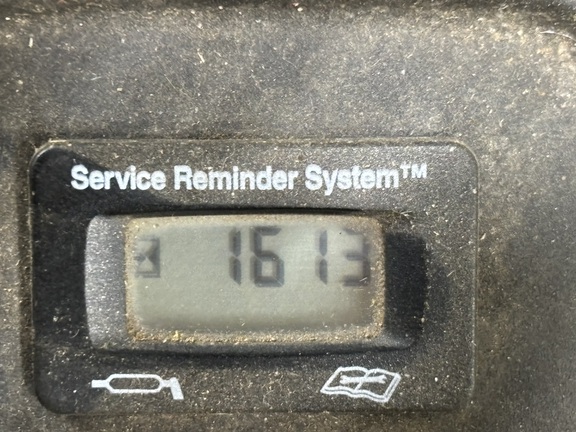 Service Reminder System™
1613